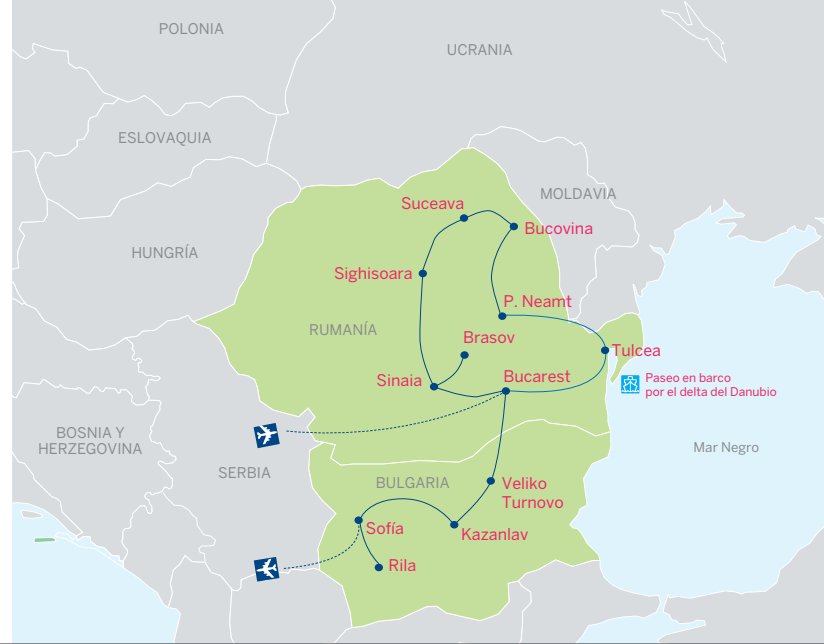 POLONIA
UCRANIA
ESLOVAQUIA
MOLDAVIA
Suceava
Bucovina
HUNGRÍA
Sighisoara
P. Neamt
RUMANÍA
Brasov
Tulcea
Sinaia
Bucarest
Paseo en barco
por el delta del Danubio
BOSNIA Y
HERZEGOVINA
Mar Negro
SERBIA
BULGARIA
Veliko
Turnovo
Sofía
Kazanlav
Rila